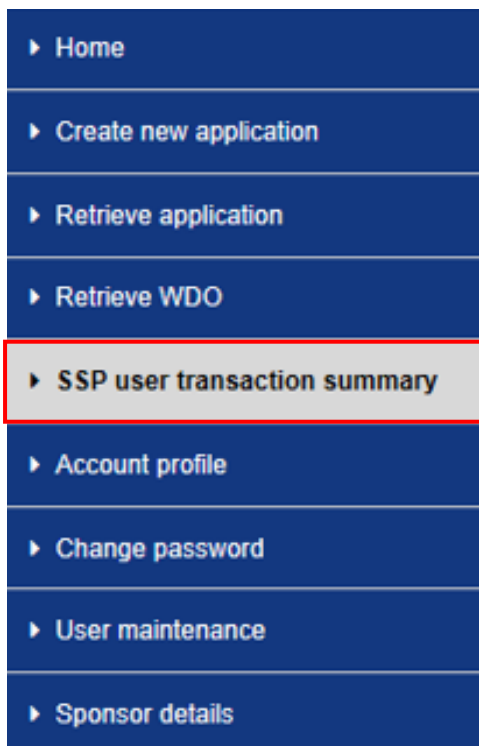 Home
Create new application
Retrieve application
Retrieve WDO
SSP user transaction summary
Account profile
Change password
User maintenance
Sponsor details